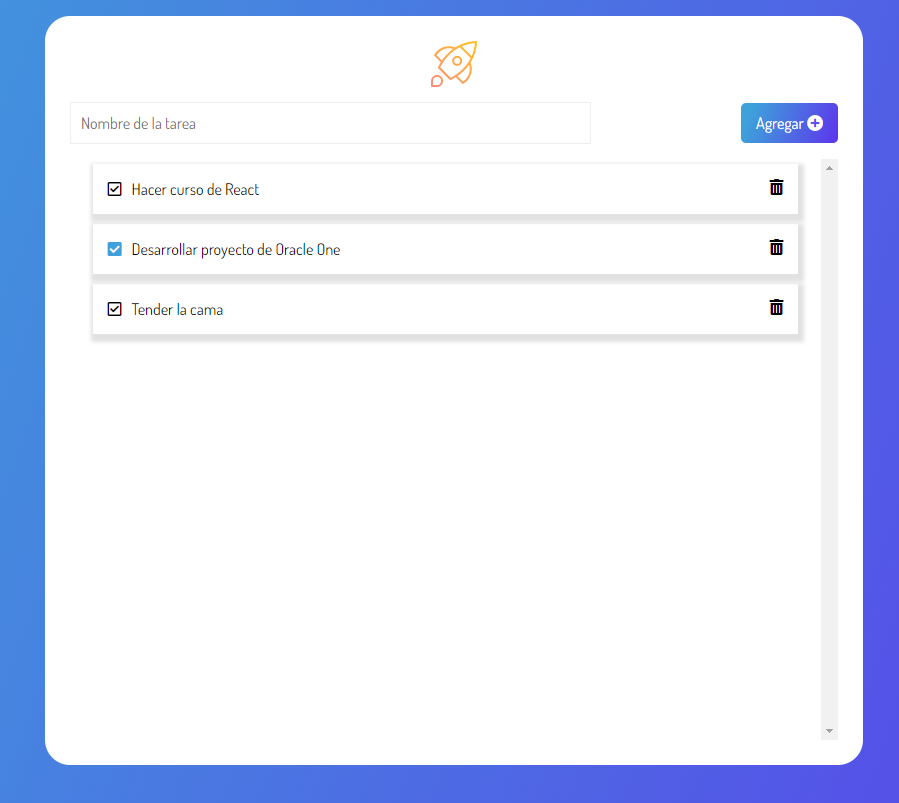 Nombre de la tarea
Agregar
Hacer curso de React
Desarrollar proyecto de Oracle One
Tender la cama